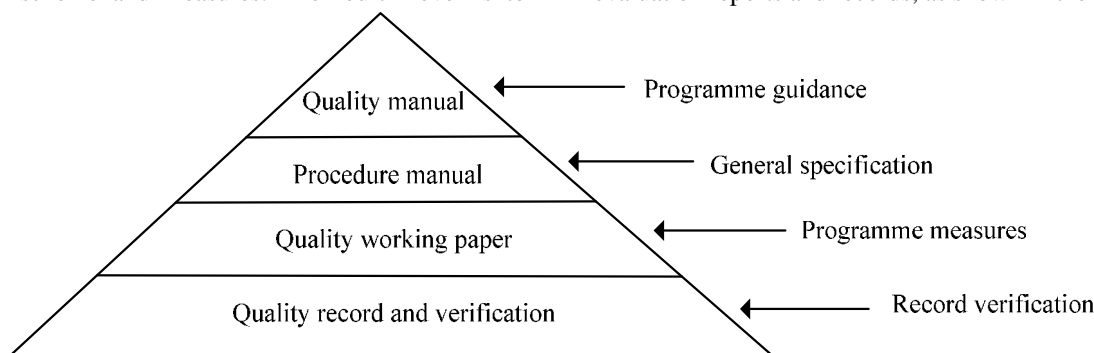 Quality manual
Programme guidance
Procedure manual
General specification
Quality working paper
Programme measures
Quality record and verification
Record verification